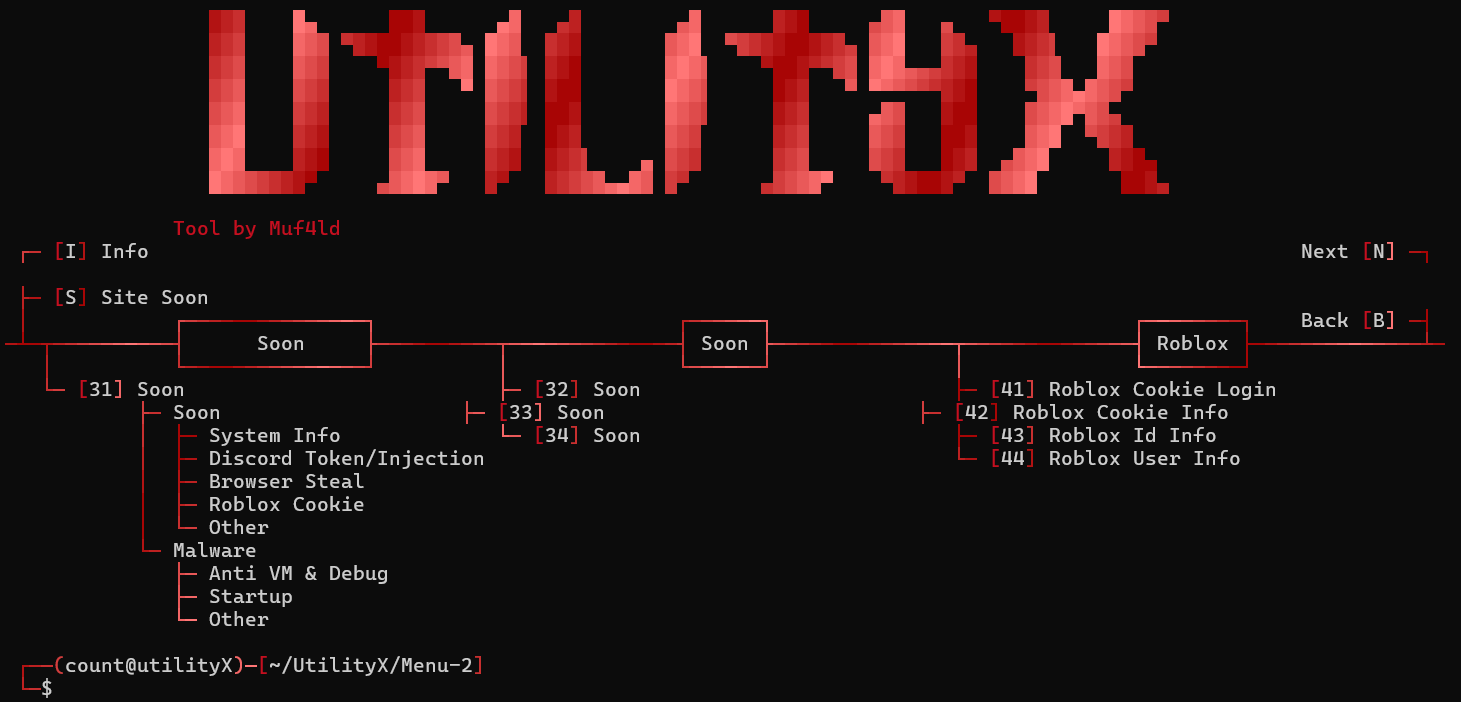 UTILITYX
Tool by Muf4ld
[I] Info
Next [N]
[S] Site Soon
Back [B]
Soon
Soon
Roblox
[31] Soon
[32] Soon
[41] Roblox Cookie Login
Soon
[33] Soon
[42] Roblox Cookie Info
System Info
[34] Soon
[43] Roblox Id Info
Discord Token/Injection
[44] Roblox User Info
Browser Steal
Roblox Cookie
Other
Malware
Anti VM & Debug
Startup
Other
(count@utilityX)-[~/UtilityX/Menu-2]
$